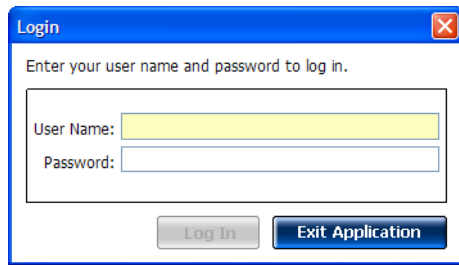 Login
Enter your user name and password to log in.
User Name:
Password:
Log In
Exit Application